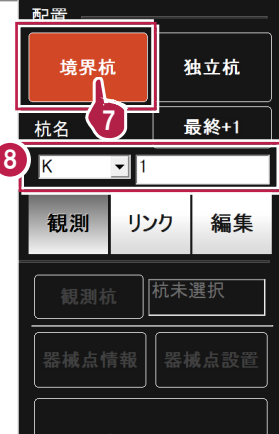 配置
境界杭 独立杭
7
杭名 最終+1
8
K 1
観測 リンク 編集
観測杭 杭未選択
器械点情報 器械点設置